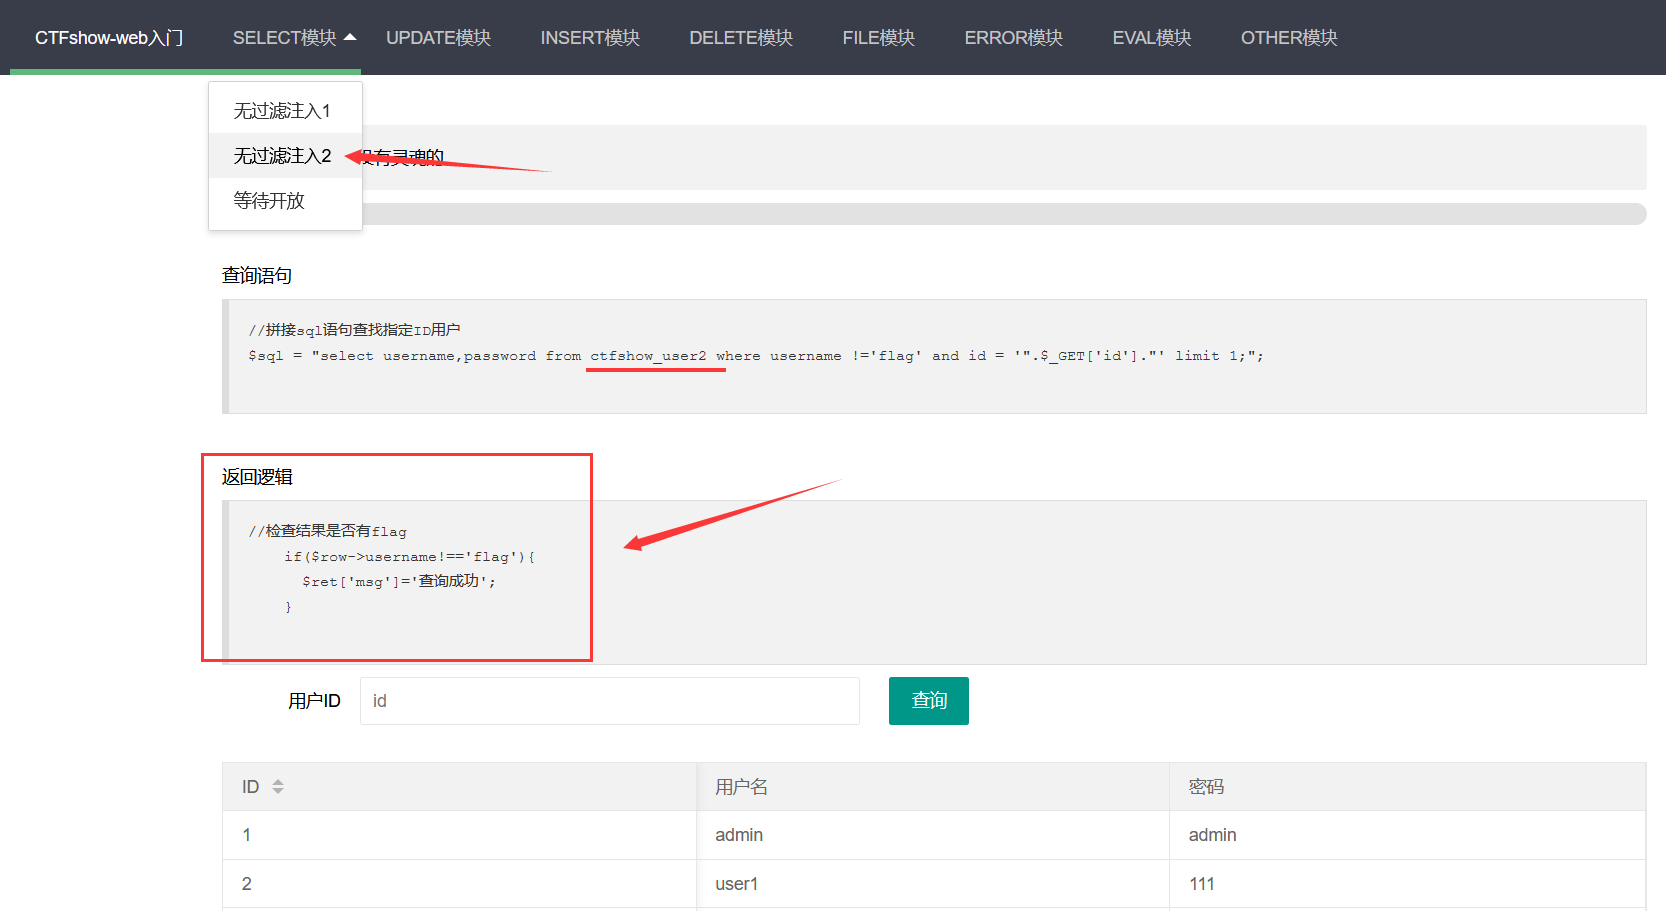 CTFshow-web入门 SELECT模块 UPDATE模块 INSERT模块 DELETE模块 FILE模块 ERROR模块 EVAL模块 OTHER模块
无过滤注入1
无过滤注入2
没有灵魂的
等待开放
查询语句
//拼接sql语句查找指定ID用户
$sql = "select username,password from ctfshow_user2 where username !='flag' and id = '".$_GET['id']."' limit 1;";
返回逻辑
//检查结果是否有flag
if($row->username!=='flag'){
$ret['msg']='查询成功';
}
用户ID id 查询
ID 用户名 密码
1 admin admin
2 user1 111